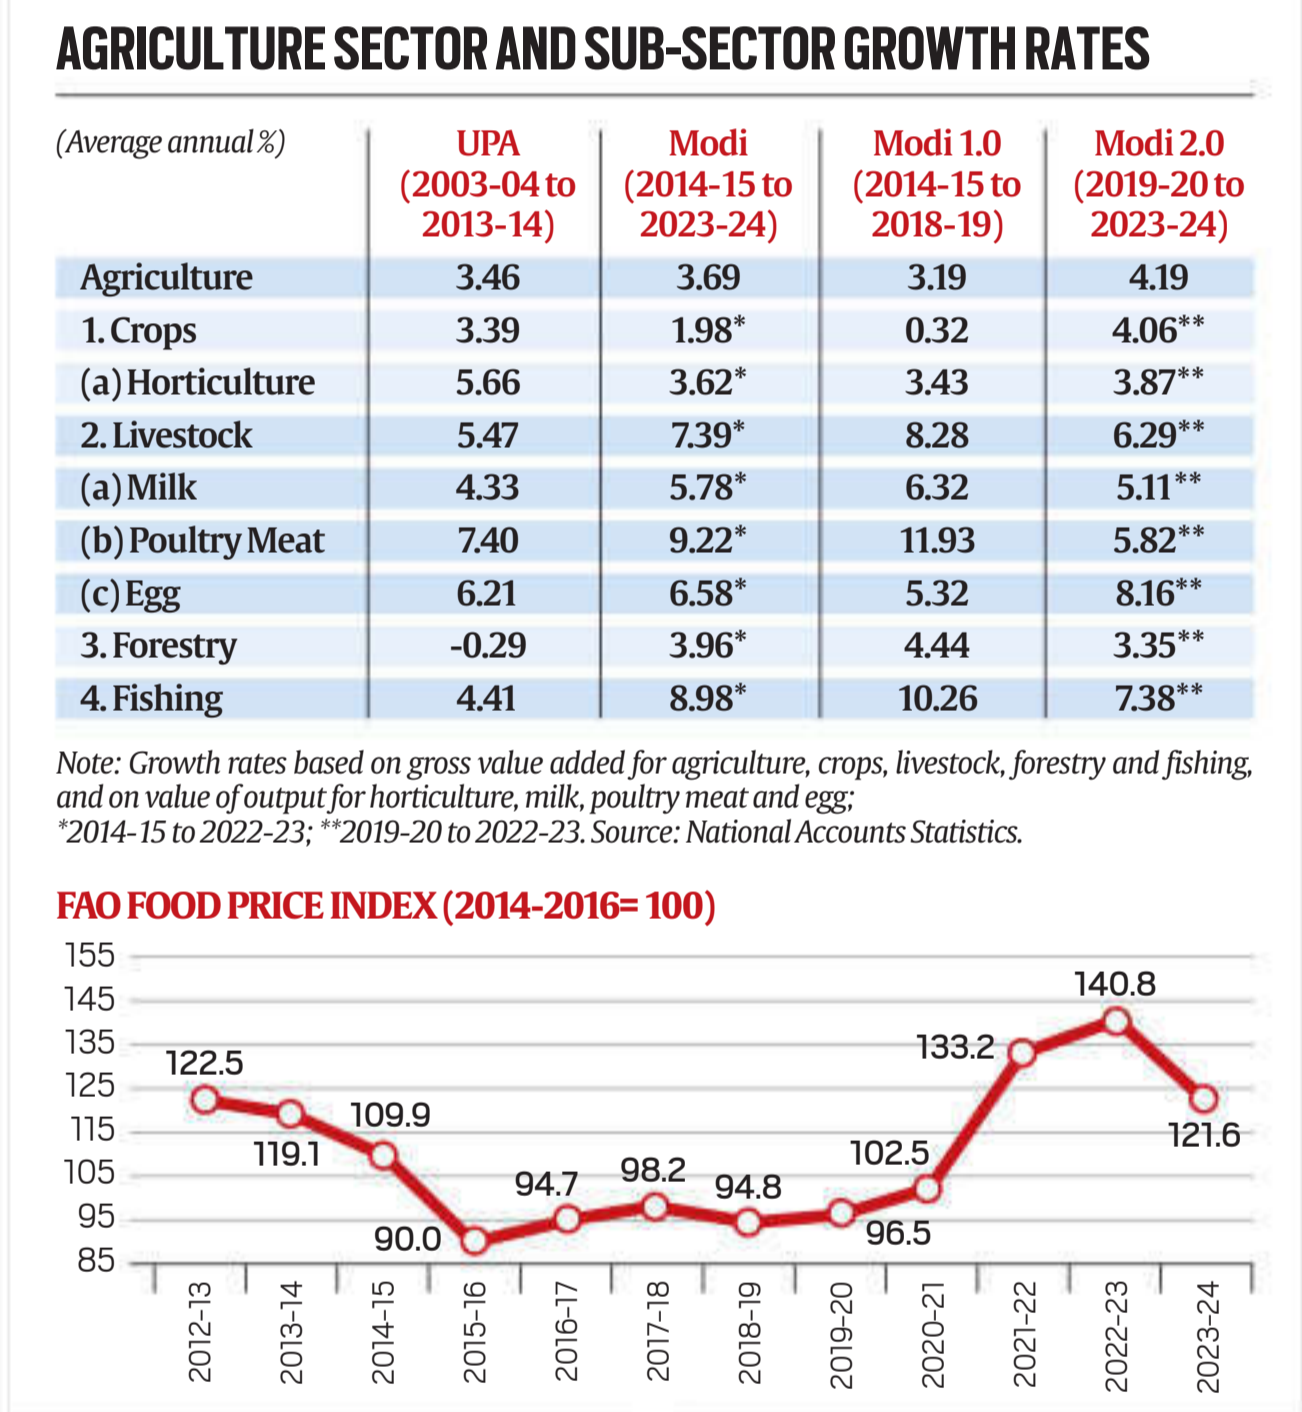 AGRICULTURE SECTOR AND SUB-SECTOR GROWTH RATES
(Average annual %) UPA (2003-04 to 2013-14) Modi (2014-15 to 2023-24) Modi 1.0 (2014-15 to 2018-19) Modi 2.0 (2019-20 to 2023-24)
Agriculture 3.46 3.69 3.19 4.19
1. Crops 3.39 1.98* 0.32 4.06**
(a) Horticulture 5.66 3.62* 3.43 3.87**
2. Livestock 5.47 7.39* 8.28 6.29**
(a) Milk 4.33 5.78* 6.32 5.11**
(b) Poultry Meat 7.40 9.22* 11.93 5.82**
(c) Egg 6.21 6.58* 5.32 8.16**
3. Forestry -0.29 3.96* 4.44 3.35**
4. Fishing 4.41 8.98* 10.26 7.38**
Note: Growth rates based on gross value added for agriculture, crops, livestock, forestry and fishing,
and on value of output for horticulture, milk, poultry meat and egg;
*2014-15 to 2022-23; **2019-20 to 2022-23. Source: National Accounts Statistics.
FAO FOOD PRICE INDEX (2014-2016= 100)
155
145
135
125
115
105
95
85
122.5
119.1
109.9
90.0
94.7
98.2
94.8
96.5
102.5
133.2
140.8
121.6
2012-13
2013-14
2014-15
2015-16
2016-17
2017-18
2018-19
2019-20
2020-21
2021-22
2022-23
2023-24